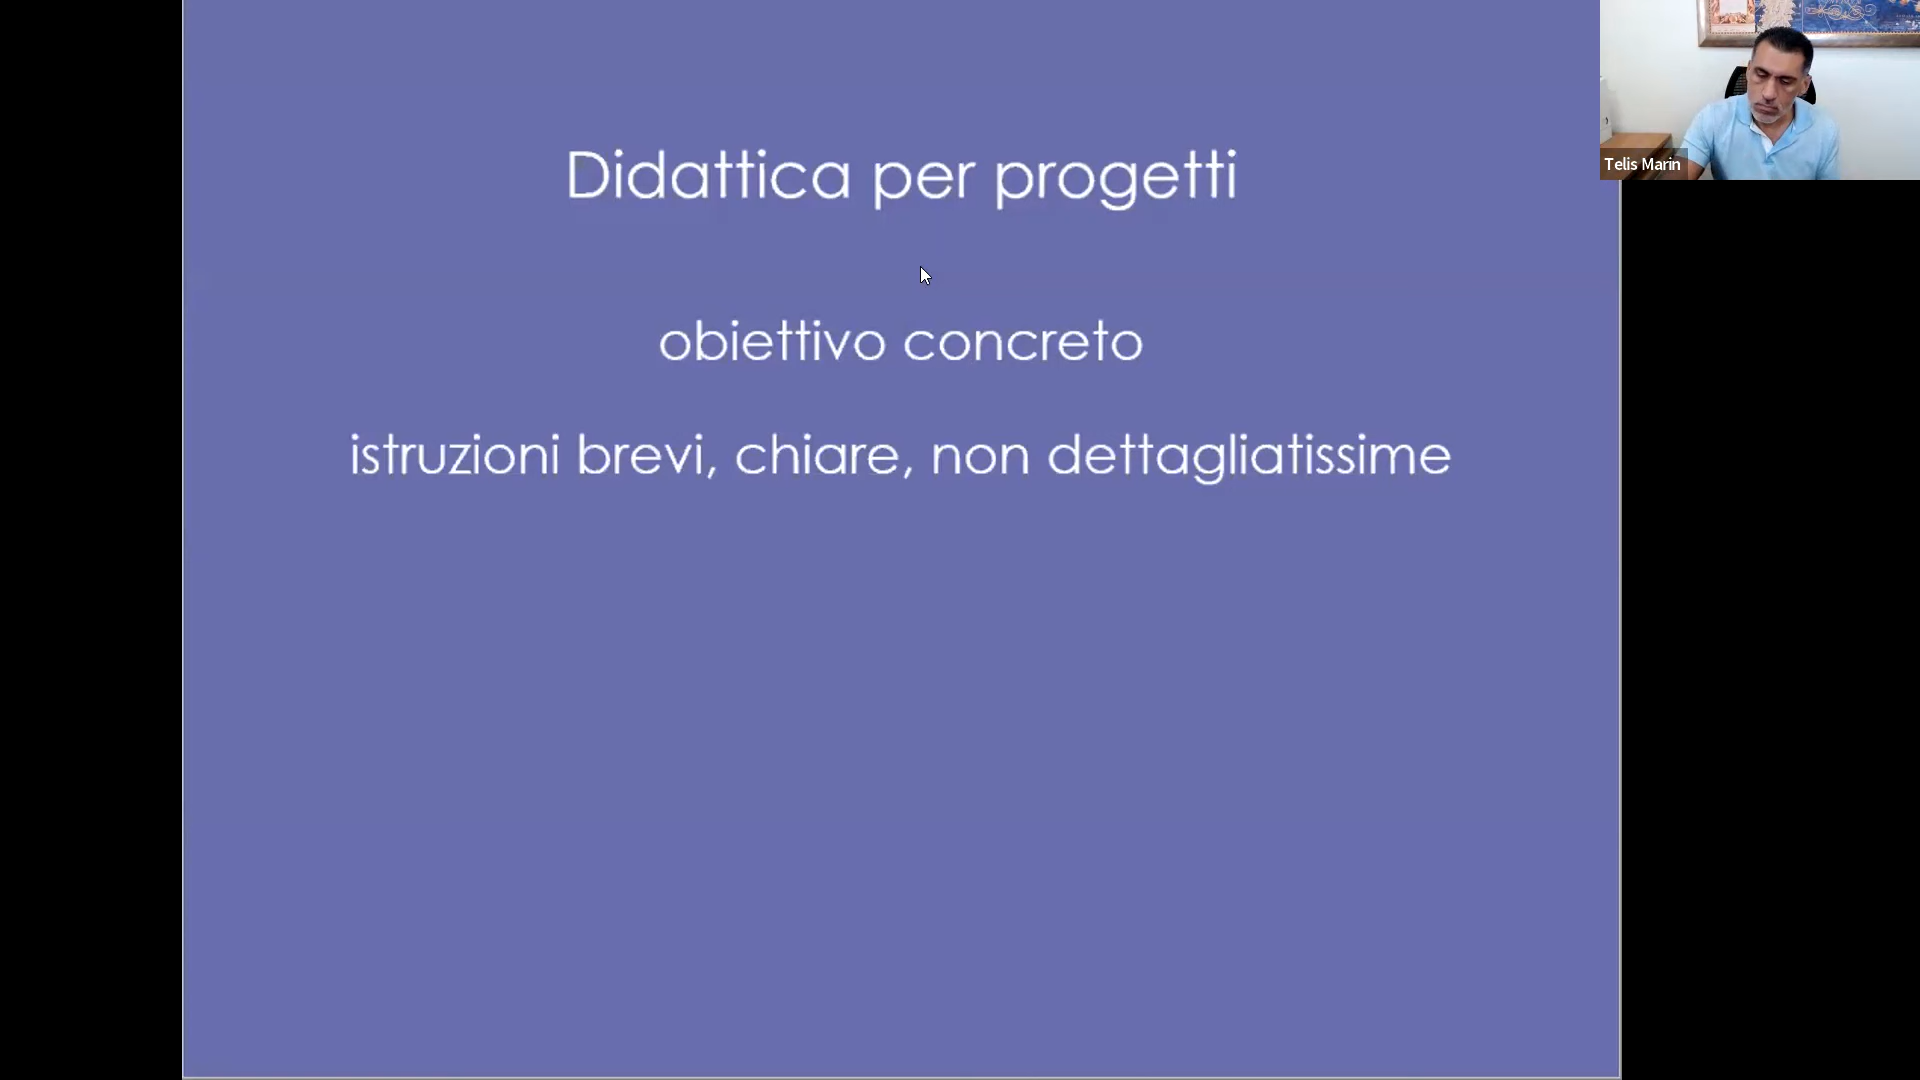 Didattica per progetti
obiettivo concreto
istruzioni brevi, chiare, non dettagliatissime
Telis Marin